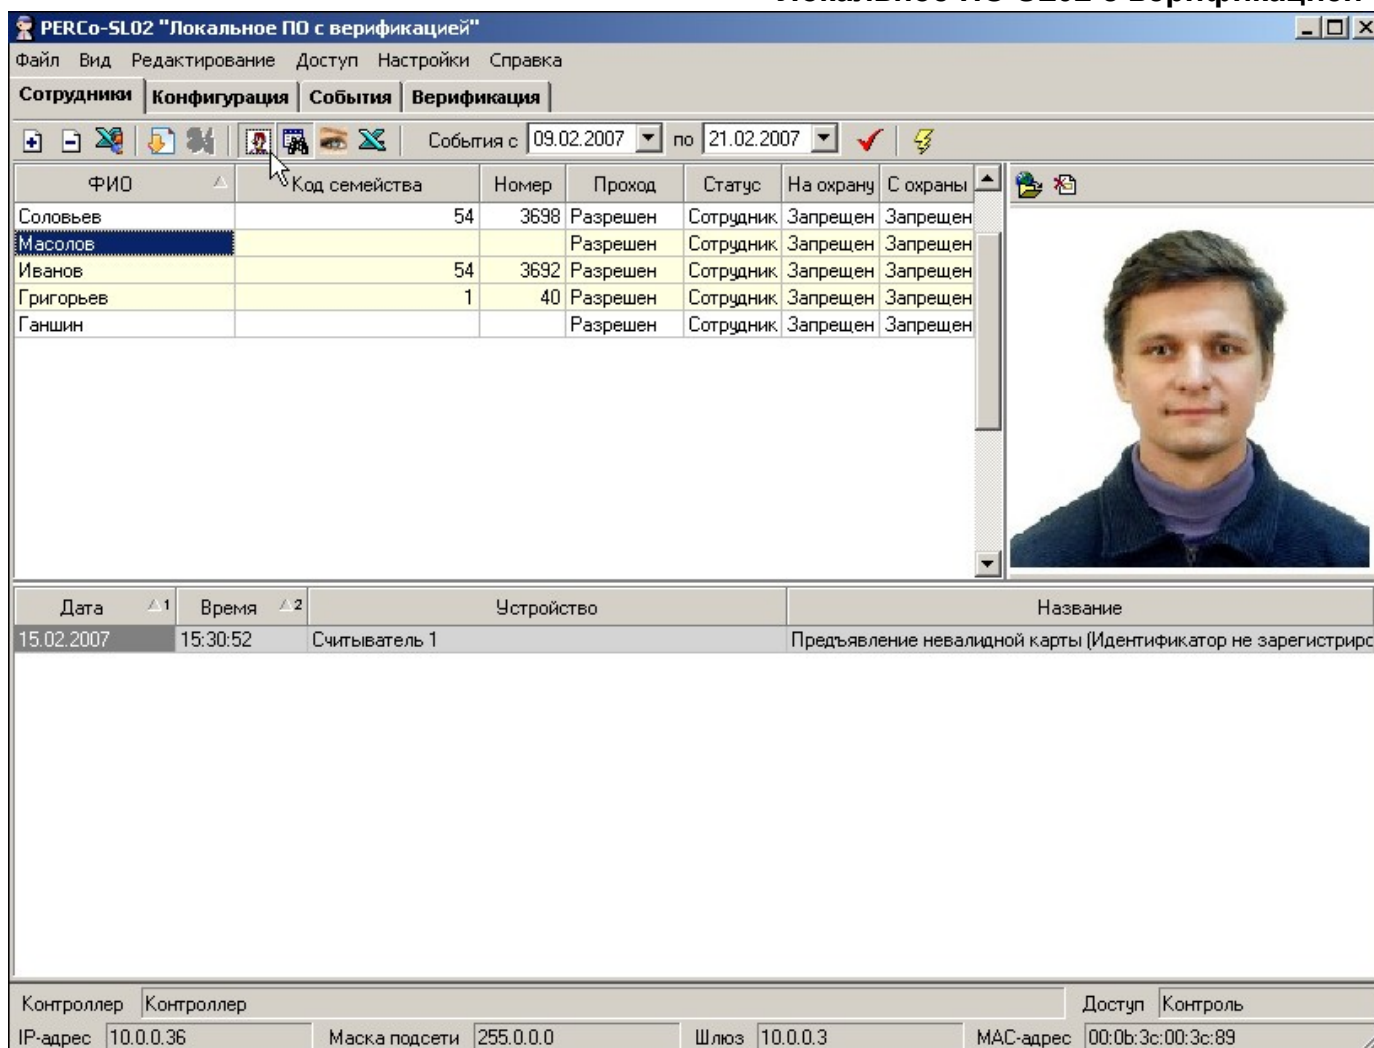 PERCo-SL02 "Локальное ПО с верификацией"
Файл Вид Редактирование Доступ Настройки Справка
Сотрудники Конфигурация События Верификация
События с 09.02.2007 по 21.02.2007
ФИО Код семейства Номер Проход Статус На охрану С охраны
Соловьев 54 3698 Разрешен Сотрудник Запрещен Запрещен
Масолов Разрешен Сотрудник Запрещен Запрещен
Иванов 54 3692 Разрешен Сотрудник Запрещен Запрещен
Григорьев 1 40 Разрешен Сотрудник Запрещен Запрещен
Ганшин Разрешен Сотрудник Запрещен Запрещен
Дата 1 Время 2 Устройство Название
15.02.2007 15:30:52 Считыватель 1 Предъявление невалидной карты (Идентификатор не зарегистриро
Контроллер Контроллер Доступ Контроль
IP-адрес 10.0.0.36 Маска подсети 255.0.0.0 Шлюз 10.0.0.3 MAC-адрес 00:0b:3c:00:3c:89